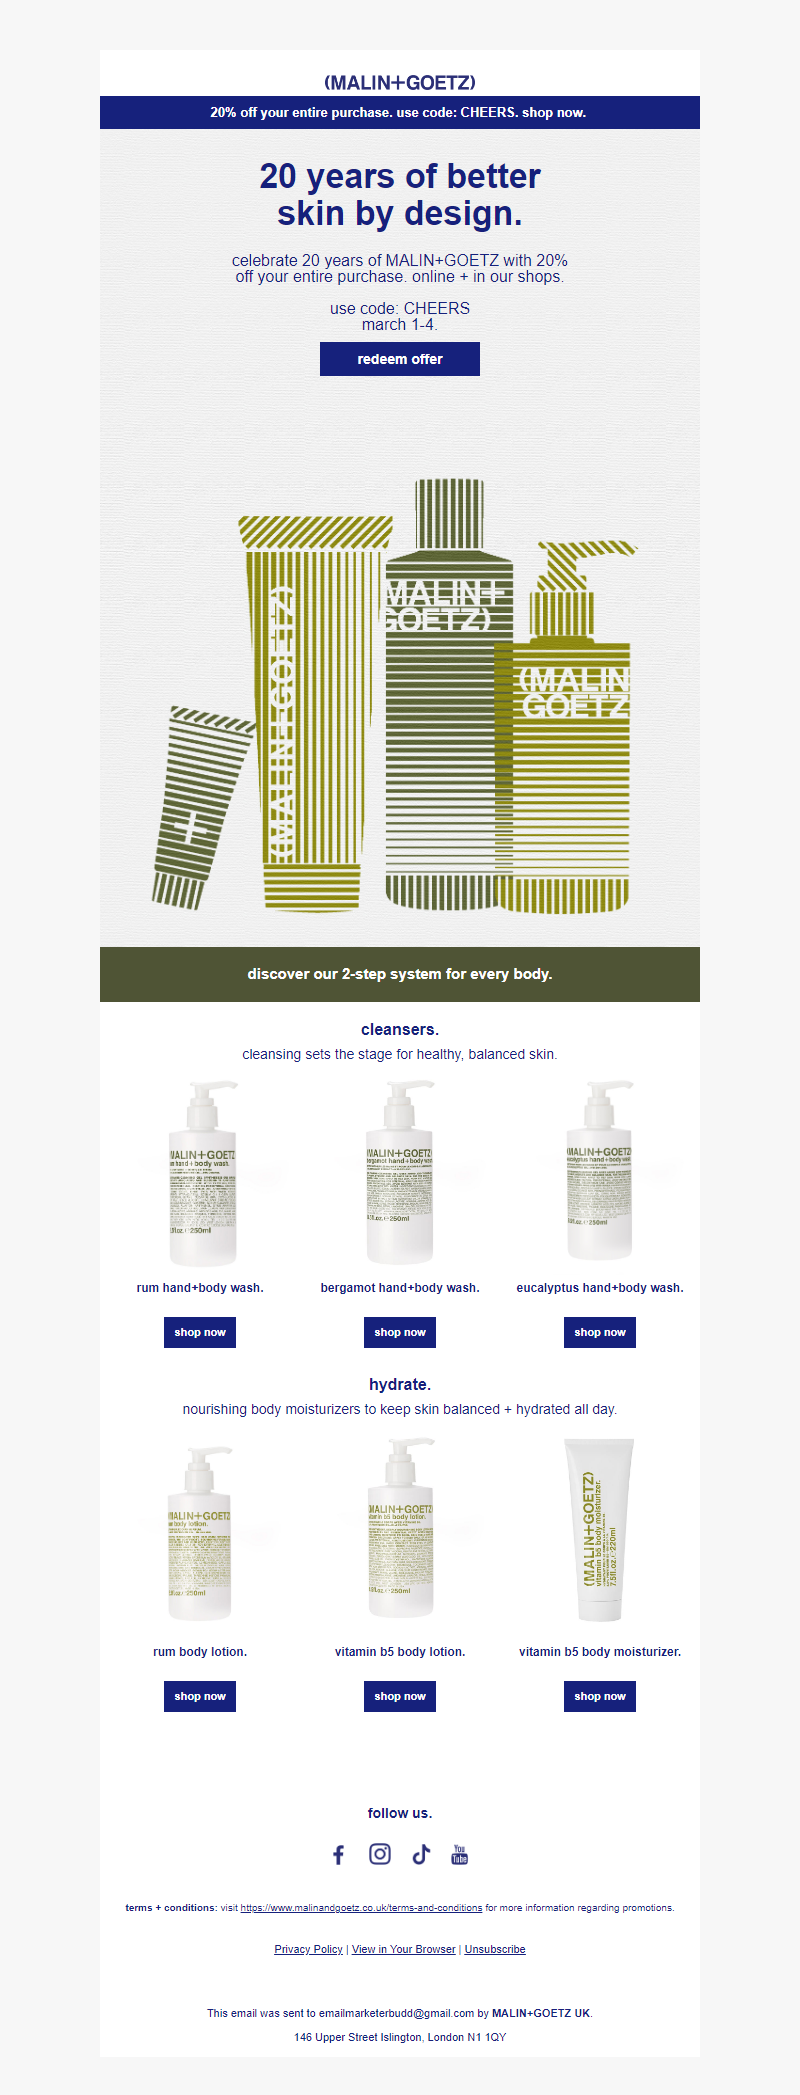 (MALIN+GOETZ)
20% off your entire purchase. use code: CHEERS. shop now.
20 years of better
skin by design.
celebrate 20 years of MALIN+GOETZ with 20%
off your entire purchase. online + in our shops.
use code: CHEERS
march 1-4.
redeem offer
(MALIN+GOETZ)
(MALIN+
GOETZ)
(MALIN
GOETZ
discover our 2-step system for every body.
cleansers.
cleansing sets the stage for healthy, balanced skin.
(MALIN+GOETZ)
rum hand+body wash.
8.5fl.oz.℮250ml
(MALIN+GOETZ)
bergamot hand+body wash.
8.5fl.oz.℮250ml
(MALIN+GOETZ)
eucalyptus hand+body wash.
8.5fl.oz.℮250ml
rum hand+body wash.
bergamot hand+body wash.
eucalyptus hand+body wash.
shop now
shop now
shop now
hydrate.
nourishing body moisturizers to keep skin balanced + hydrated all day.
(MALIN+GOETZ)
rum body lotion.
8.5fl.oz.℮250ml
(MALIN+GOETZ)
vitamin b5 body lotion.
8.5fl.oz.℮250ml
(MALIN+GOETZ)
vitamin b5 body moisturizer.
7.5fl.oz.℮220ml
rum body lotion.
vitamin b5 body lotion.
vitamin b5 body moisturizer.
shop now
shop now
shop now
follow us.
You
Tube
terms + conditions: visit https://www.malinandgoetz.co.uk/terms-and-conditions for more information regarding promotions.
Privacy Policy | View in Your Browser | Unsubscribe
This email was sent to emailmarketerbudd@gmail.com by MALIN+GOETZ UK.
146 Upper Street Islington, London N1 1QY